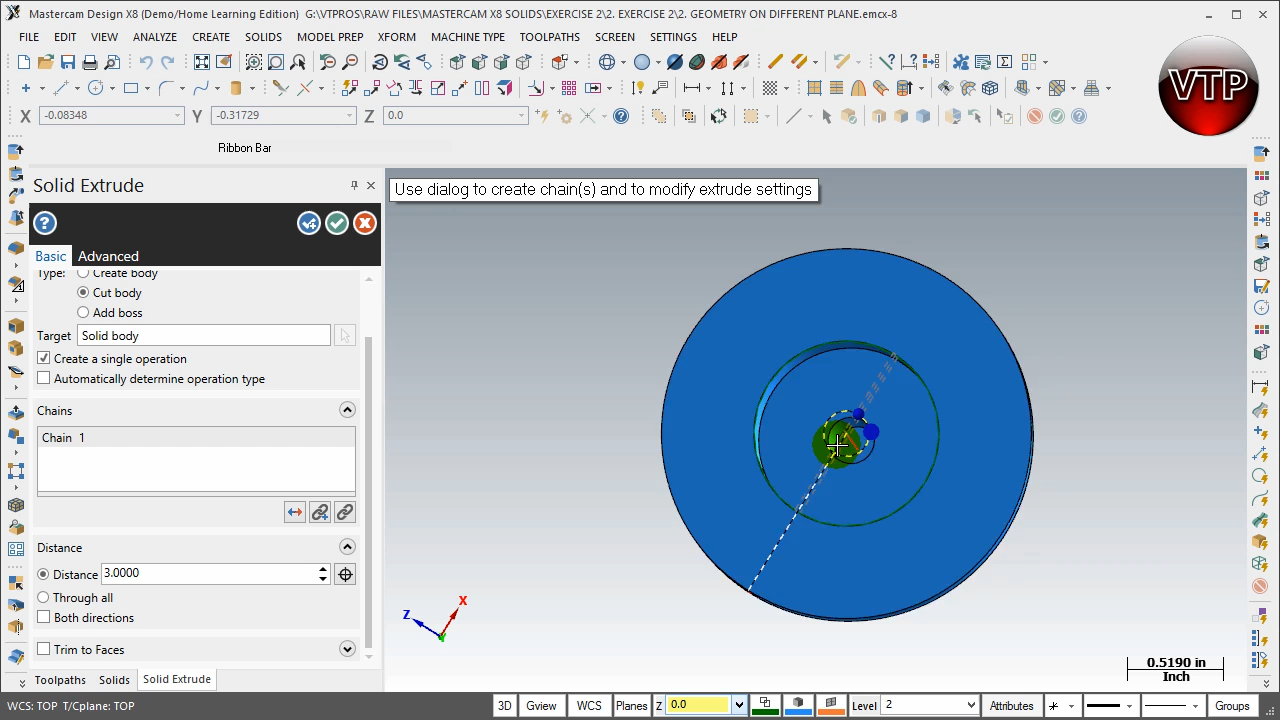 Mastercam Design X8 (Demo/Home Learning Edition) G:\VTPROS\RAW FILES\MASTERCAM X8 SOLIDS\EXERCISE 2\2. EXERCISE 2\2. GEOMETRY ON DIFFERENT PLANE.emcx-8
FILE EDIT VIEW ANALYZE CREATE SOLIDS MODEL PREP XFORM MACHINE TYPE TOOLPATHS SCREEN SETTINGS HELP
VTP
X -0.08348 Y -0.31729 Z 0.0
Ribbon Bar
Solid Extrude
Use dialog to create chain(s) and to modify extrude settings
Basic Advanced
Type: Create body
Cut body
Add boss
Target Solid body
Create a single operation
Automatically determine operation type
Chains
Chain 1
Distance
Distance 3.0000
Through all
Both directions
Trim to Faces
Z X
0.5190 in
Inch
Toolpaths Solids Solid Extrude
WCS: TOP T/Cplane: TOP 3D Gview WCS Planes Z 0.0 Level 2 Attributes Groups